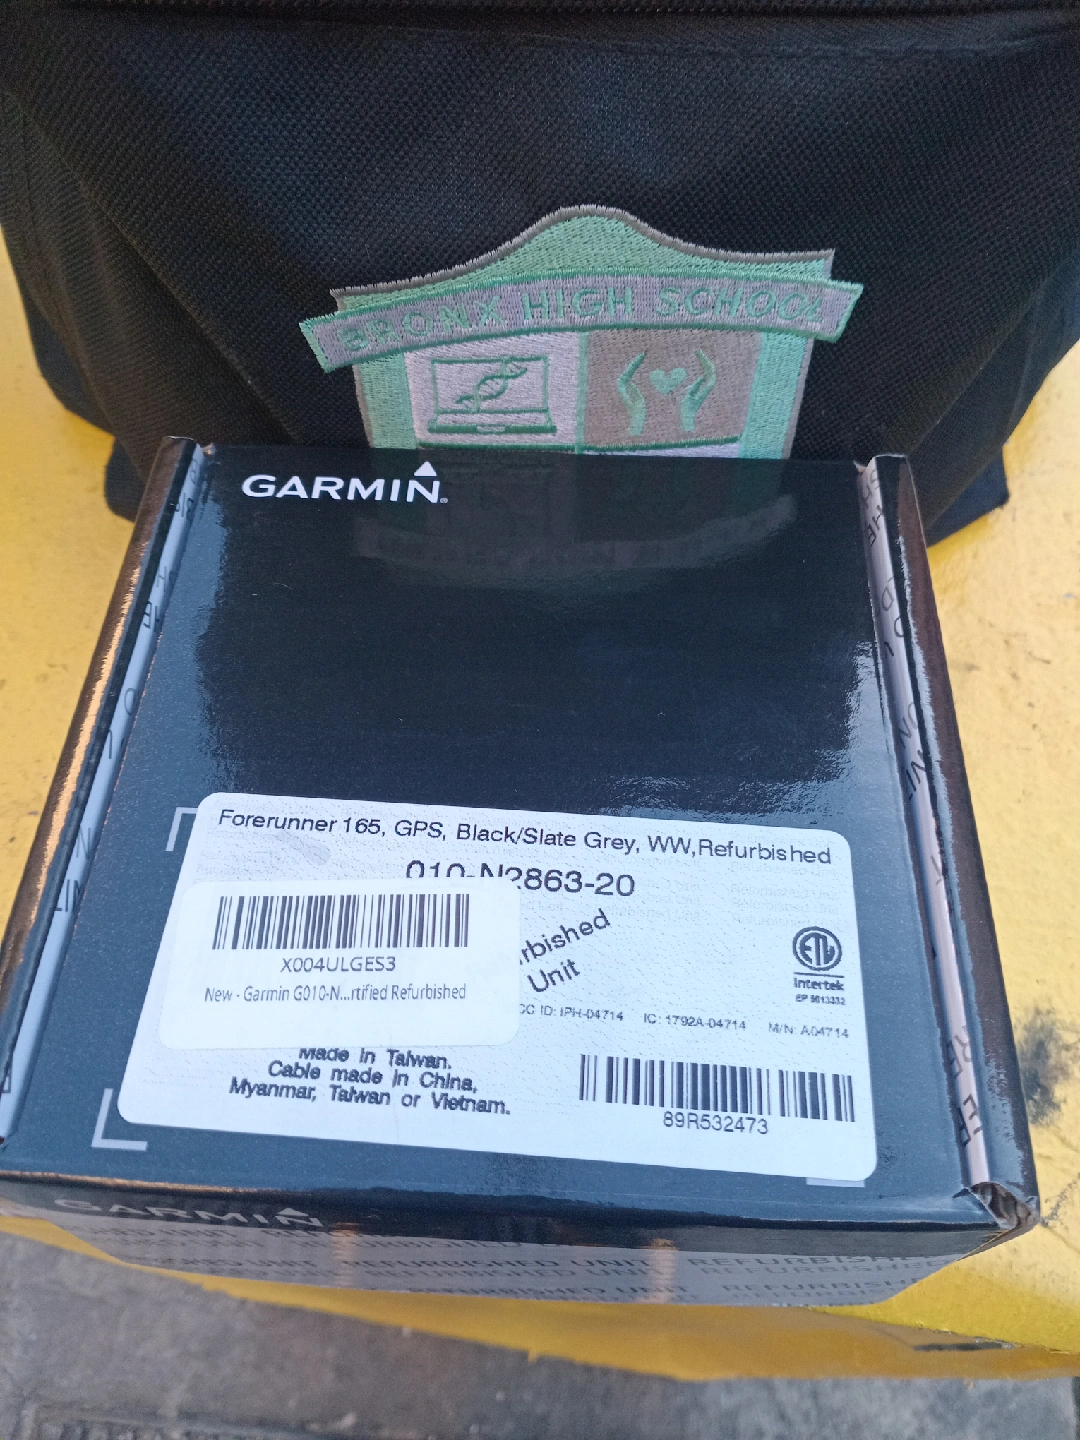 BRONX HIGH SCHOOL
GARMIN
Forerunner 165, GPS, Black/Slate Grey, WW,Refurbished
010-N2863-20
rbished
Unit
X004ULGES3
New - Garmin G010-N...rtified Refurbished
Intertek
CC ID: IPH-04714 IC: 1792A-04714 M/N: A04714
Made in Taiwan.
Cable made in China,
Myanmar, Taiwan or Vietnam.
89R532473
GARMIN
REFURBISHED UNIT